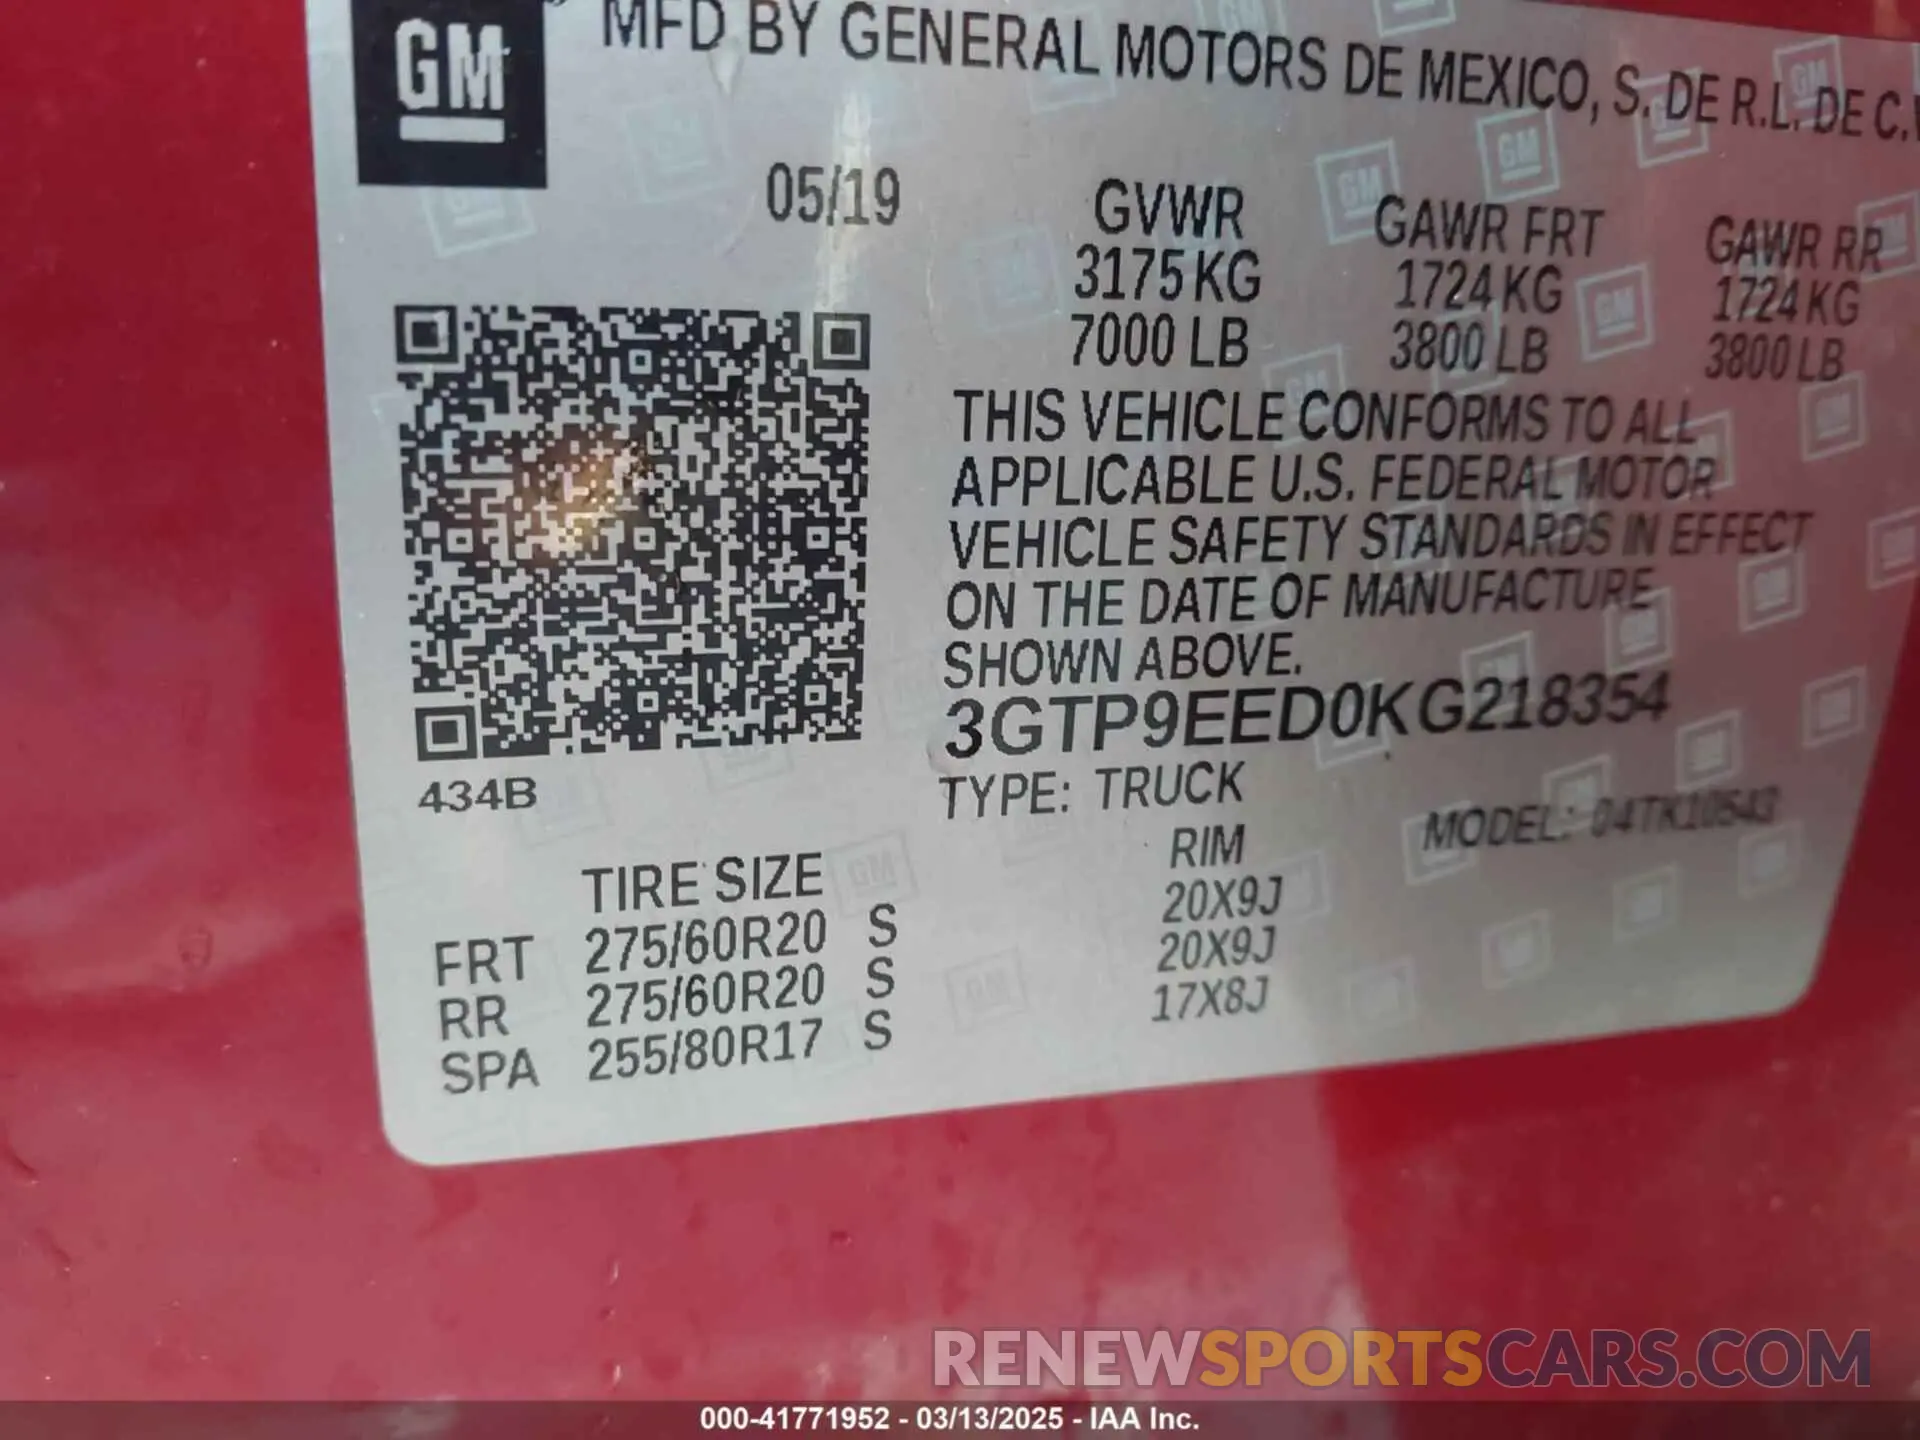 GM
MFD BY GENERAL MOTORS DE MEXICO, S. DE R.L. DE C.V
05/19
GVWR GAWR FRT GAWR RR
3175 KG 1724 KG 1724 KG
7000 LB 3800 LB 3800 LB
THIS VEHICLE CONFORMS TO ALL
APPLICABLE U.S. FEDERAL MOTOR
VEHICLE SAFETY STANDARDS IN EFFECT
ON THE DATE OF MANUFACTURE
SHOWN ABOVE.
3GTP9EED0KG218354
434B
TYPE: TRUCK MODEL: 04TK10543
TIRE SIZE RIM
FRT 275/60R20 S 20X9J
RR 275/60R20 S 20X9J
SPA 255/80R17 S 17X8J
RENEWSPORTSCARS.COM
000-41771952 - 03/13/2025 - IAA Inc.